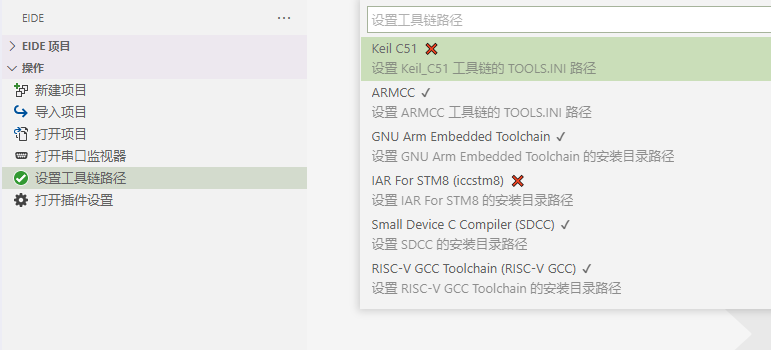 EIDE
EIDE 项目
操作
新建项目
导入项目
打开项目
打开串口监视器
设置工具链路径
打开插件设置
设置工具链路径
Keil C51
设置 Keil_C51 工具链的 TOOLS.INI 路径
ARMCC
设置 ARMCC 工具链的 TOOLS.INI 路径
GNU Arm Embedded Toolchain
设置 GNU Arm Embedded Toolchain 的安装目录路径
IAR For STM8 (iccstm8)
设置 IAR For STM8 的安装目录路径
Small Device C Compiler (SDCC)
设置 SDCC 的安装目录路径
RISC-V GCC Toolchain (RISC-V GCC)
设置 RISC-V GCC Toolchain 的安装目录路径